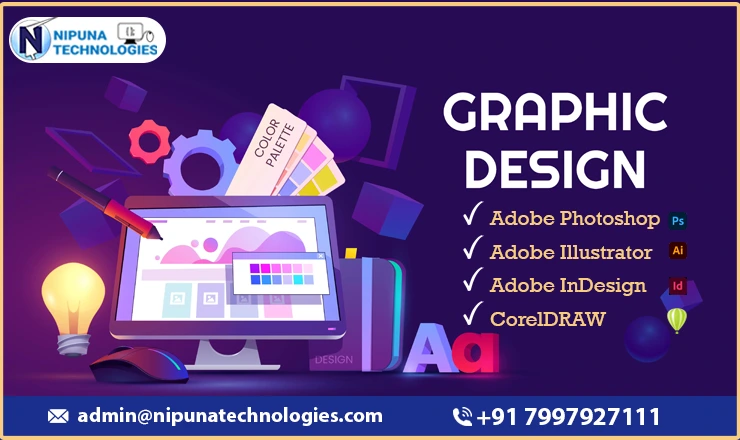 NIPUNA
TECHNOLOGIES
GRAPHIC
DESIGN
Adobe Photoshop Ps
Adobe Illustrator Ai
Adobe InDesign Id
CorelDRAW
COLOR
PALETTE
DESIGN
Aa
admin@nipunatechnologies.com
+91 7997927111